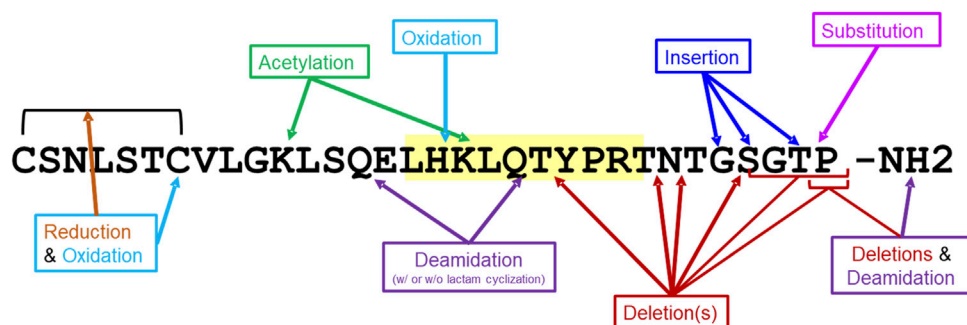 Substitution
Oxidation
Acetylation
Insertion
CSNLSTCVLGKLSQELHKLQTYPRTNTGSGTP -NH2
Reduction
& Oxidation
Deamidation
(w/ or w/o lactam cyclization)
Deletion(s)
Deletions &
Deamidation